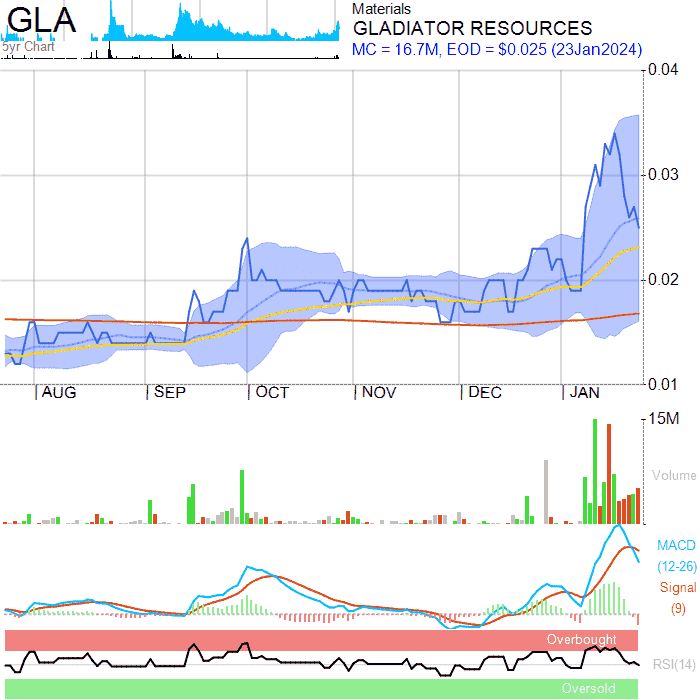 GLA
5yr Chart
Materials
GLADIATOR RESOURCES
MC = 16.7M, EOD = $0.025 (23Jan2024)
0.04
0.03
0.02
0.01
AUG
SEP
OCT
NOV
DEC
JAN
15M
Volume
MACD
(12-26)
Signal
(9)
Overbought
RSI(14)
Oversold